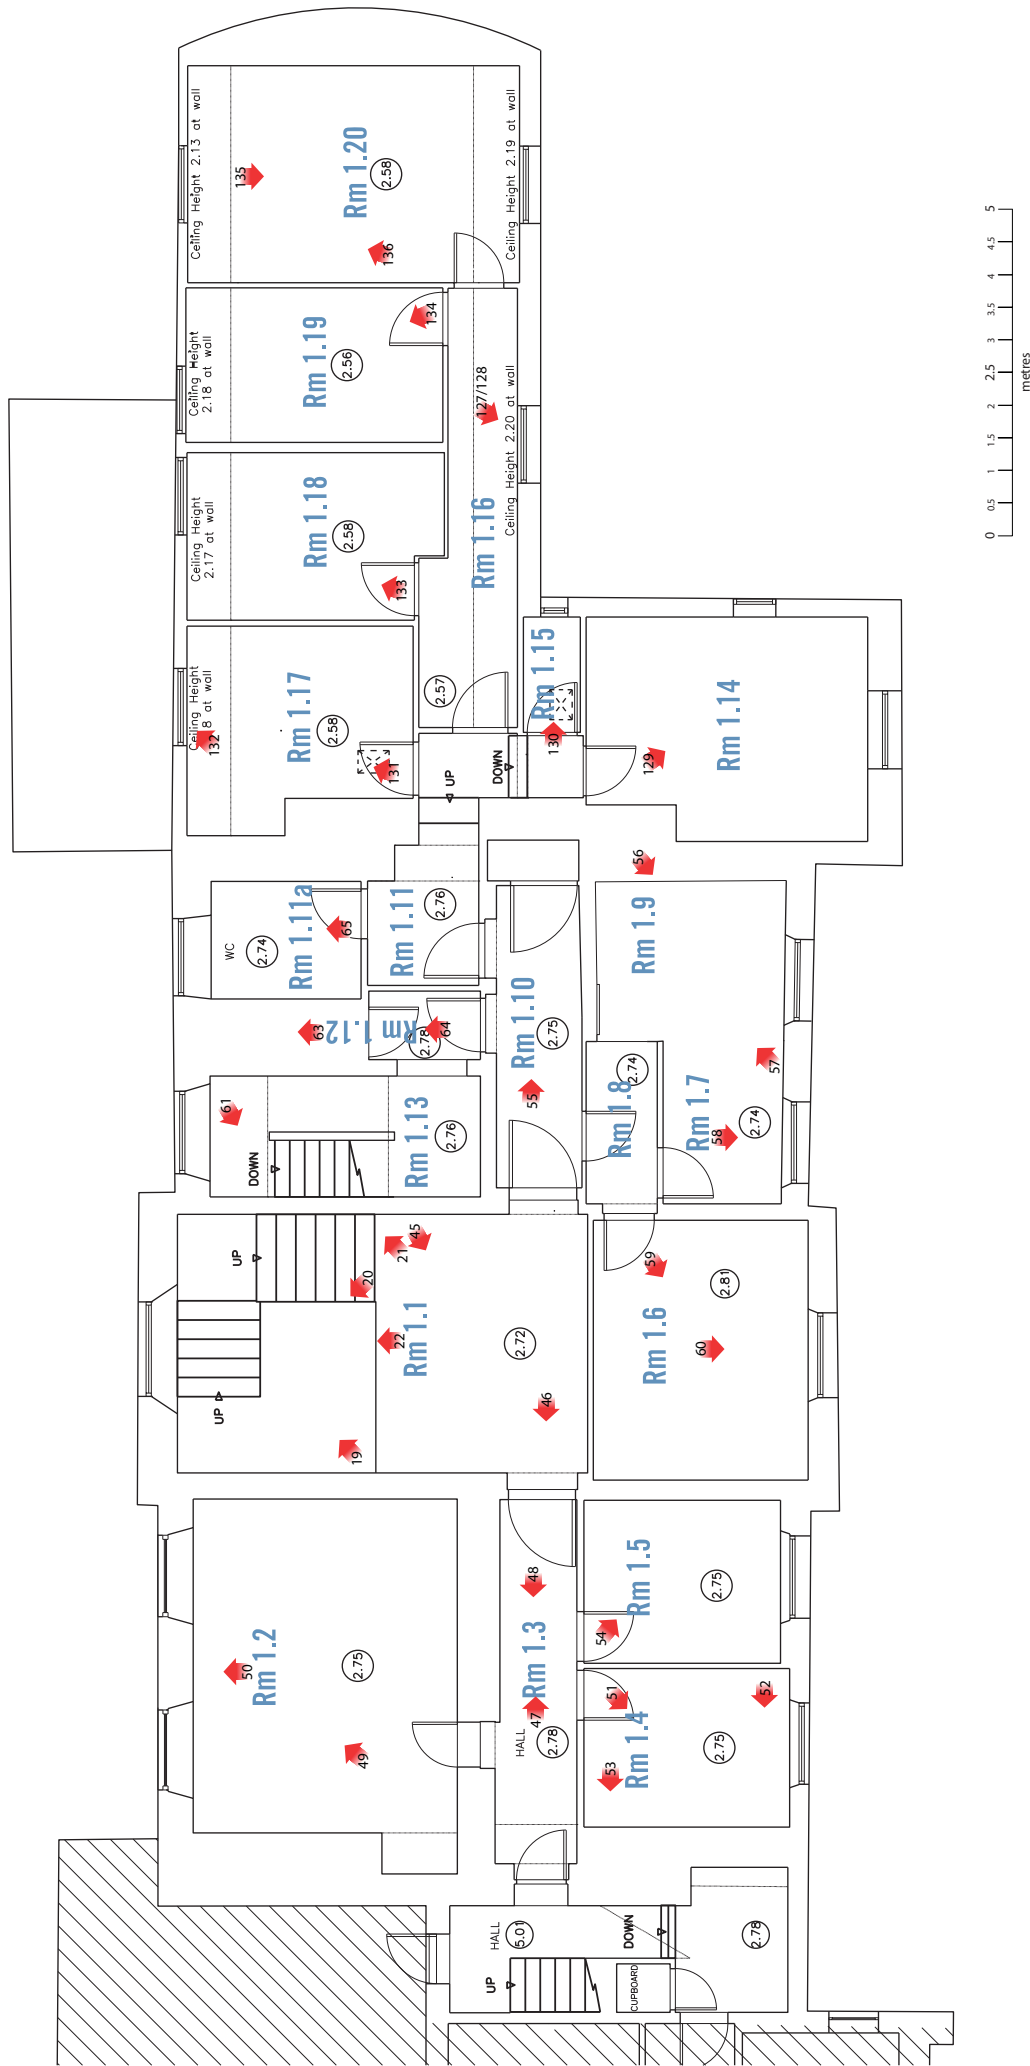 Ceiling Height 2.13 at wall
135
Rm 1.20
2.58
136
Ceiling Height 2.19 at wall
Ceiling Height
2.18 at wall
Rm 1.19
2.56
134
127/128
Ceiling Height 2.20 at wall
Rm 1.16
2.57
Ceiling Height
2.17 at wall
Rm 1.18
2.58
133
Ceiling Height
8 at wall
132
Rm 1.17
2.58
131
Rm 1.15
130
UP
DOWN
129
Rm 1.14
WC
2.74
Rm 1.11a
65
Rm 1.11
2.76
56
Rm 1.9
63
Rm 1.12
2.78
64
Rm 1.10
2.75
55
2.74
Rm 1.8
57
Rm 1.7
58
2.74
61
DOWN
Rm 1.13
2.76
UP
UP
45
21
20
22
Rm 1.1
2.72
46
19
59
2.81
Rm 1.6
60
48
Rm 1.3
47
HALL
2.78
Rm 1.5
2.75
54
50
Rm 1.2
2.75
49
51
52
Rm 1.4
53
2.75
HALL
5.01
UP
DOWN
CUPBOARD
2.78
0 0.5 1 1.5 2 2.5 3 3.5 4 4.5 5
metres